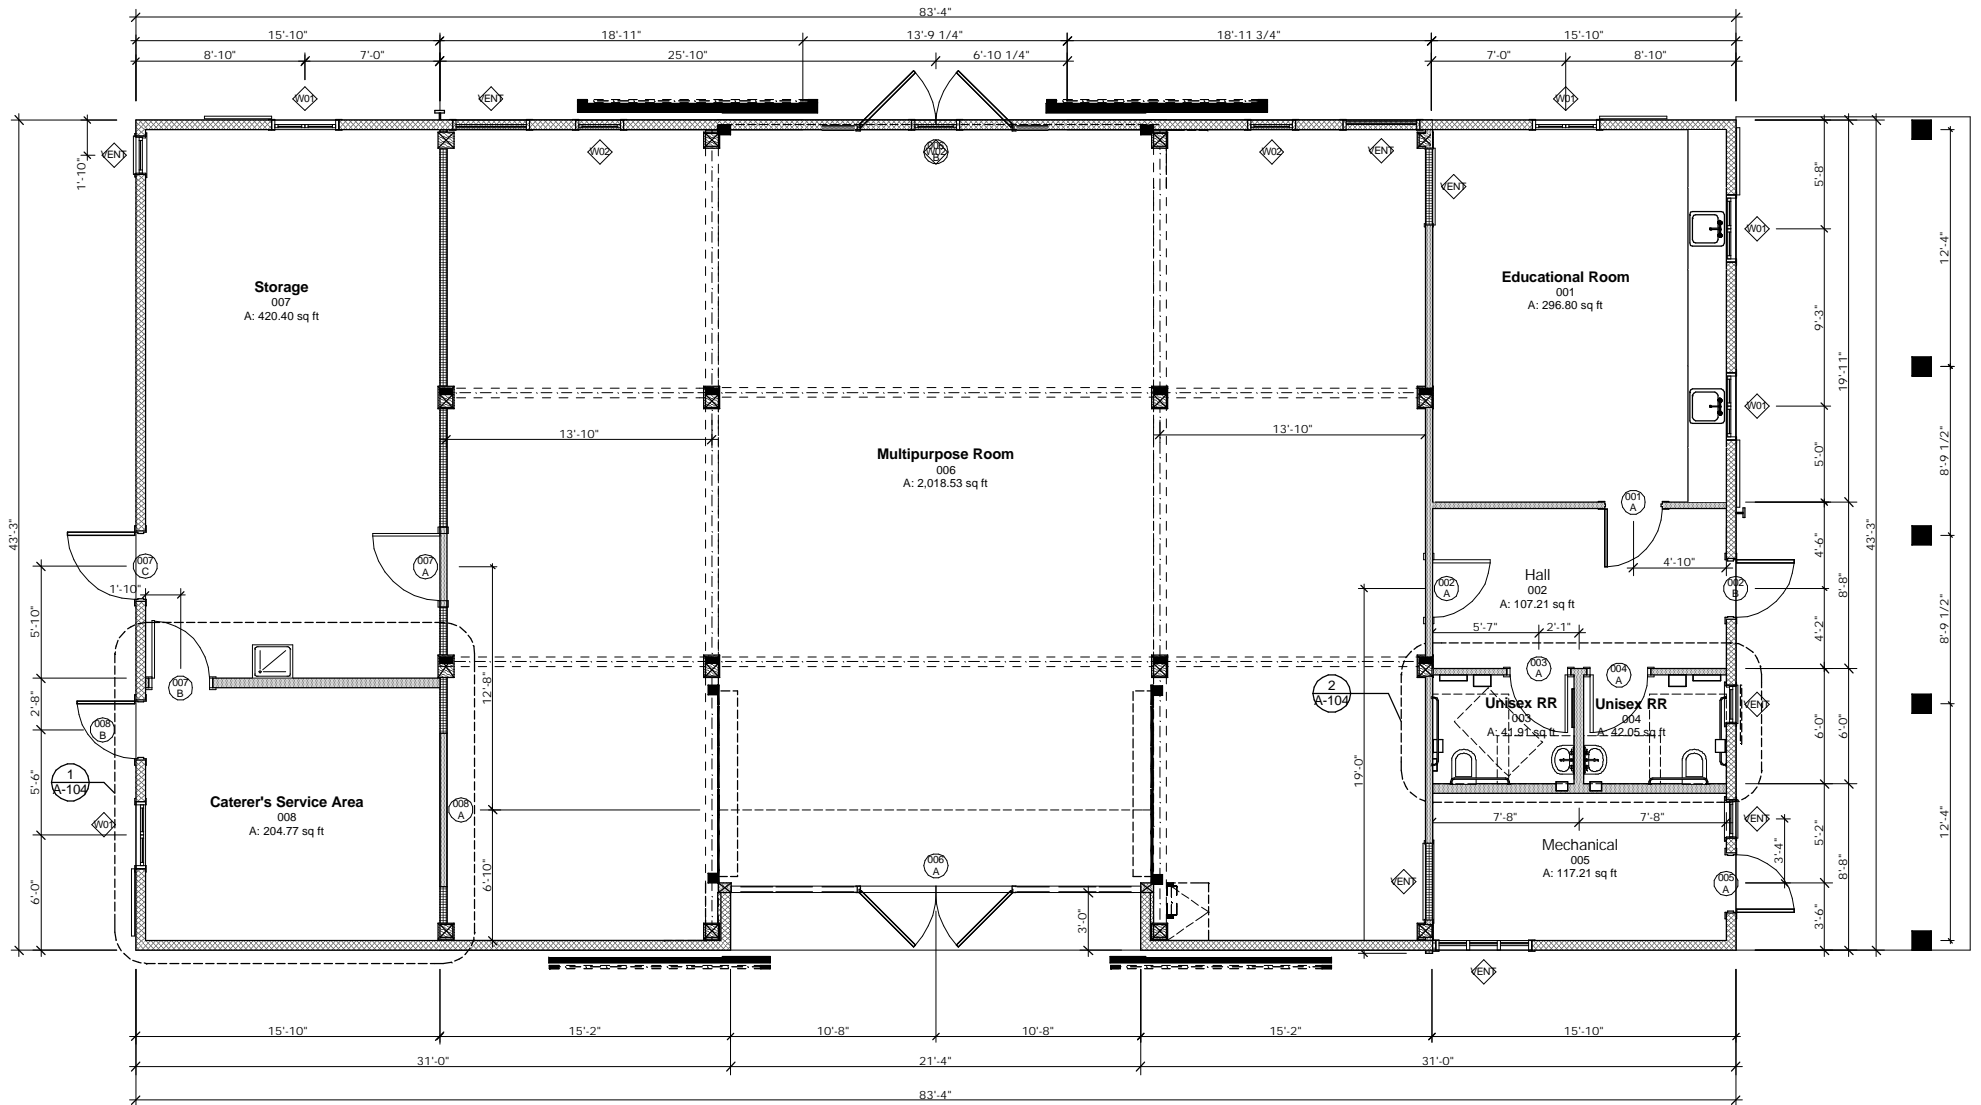 83'-4"
15'-10"
18'-11"
13'-9 1/4"
18'-11 3/4"
15'-10"
8'-10"
7'-0"
25'-10"
6'-10 1/4"
7'-0"
8'-10"
W01
VENT
W01
VENT
1'-10"
W02
W02
B
W02
VENT
VENT
5'-8"
W01
12'-4"
Storage
007
A: 420.40 sq ft
Educational Room
001
A: 296.80 sq ft
9'-3"
19'-11"
W01
13'-10"
13'-10"
5'-0"
8'-9 1/2"
Multipurpose Room
006
A: 2,018.53 sq ft
001
A
43'-3"
43'-3"
4'-6"
007
C
007
A
4'-10"
Hall
002
A: 107.21 sq ft
002
A
002
B
8'-8"
1'-10"
5'-10"
5'-7"
2'-1"
4'-2"
8'-9 1/2"
003
A
004
A
007
B
12'-8"
2
A-104
2'-8"
Unisex RR
003
A: 41.91 sq ft
Unisex RR
004
A: 42.05 sq ft
VENT
6'-0"
6'-0"
008
B
1
A-104
5'-6"
19'-0"
Caterer's Service Area
008
A: 204.77 sq ft
008
A
W01
7'-8"
7'-8"
VENT
12'-4"
5'-2"
3'-4"
Mechanical
005
A: 117.21 sq ft
8'-8"
006
A
6'-10"
6'-0"
VENT
005
A
3'-0"
3'-6"
VENT
15'-10"
15'-2"
10'-8"
10'-8"
15'-2"
15'-10"
31'-0"
21'-4"
31'-0"
83'-4"